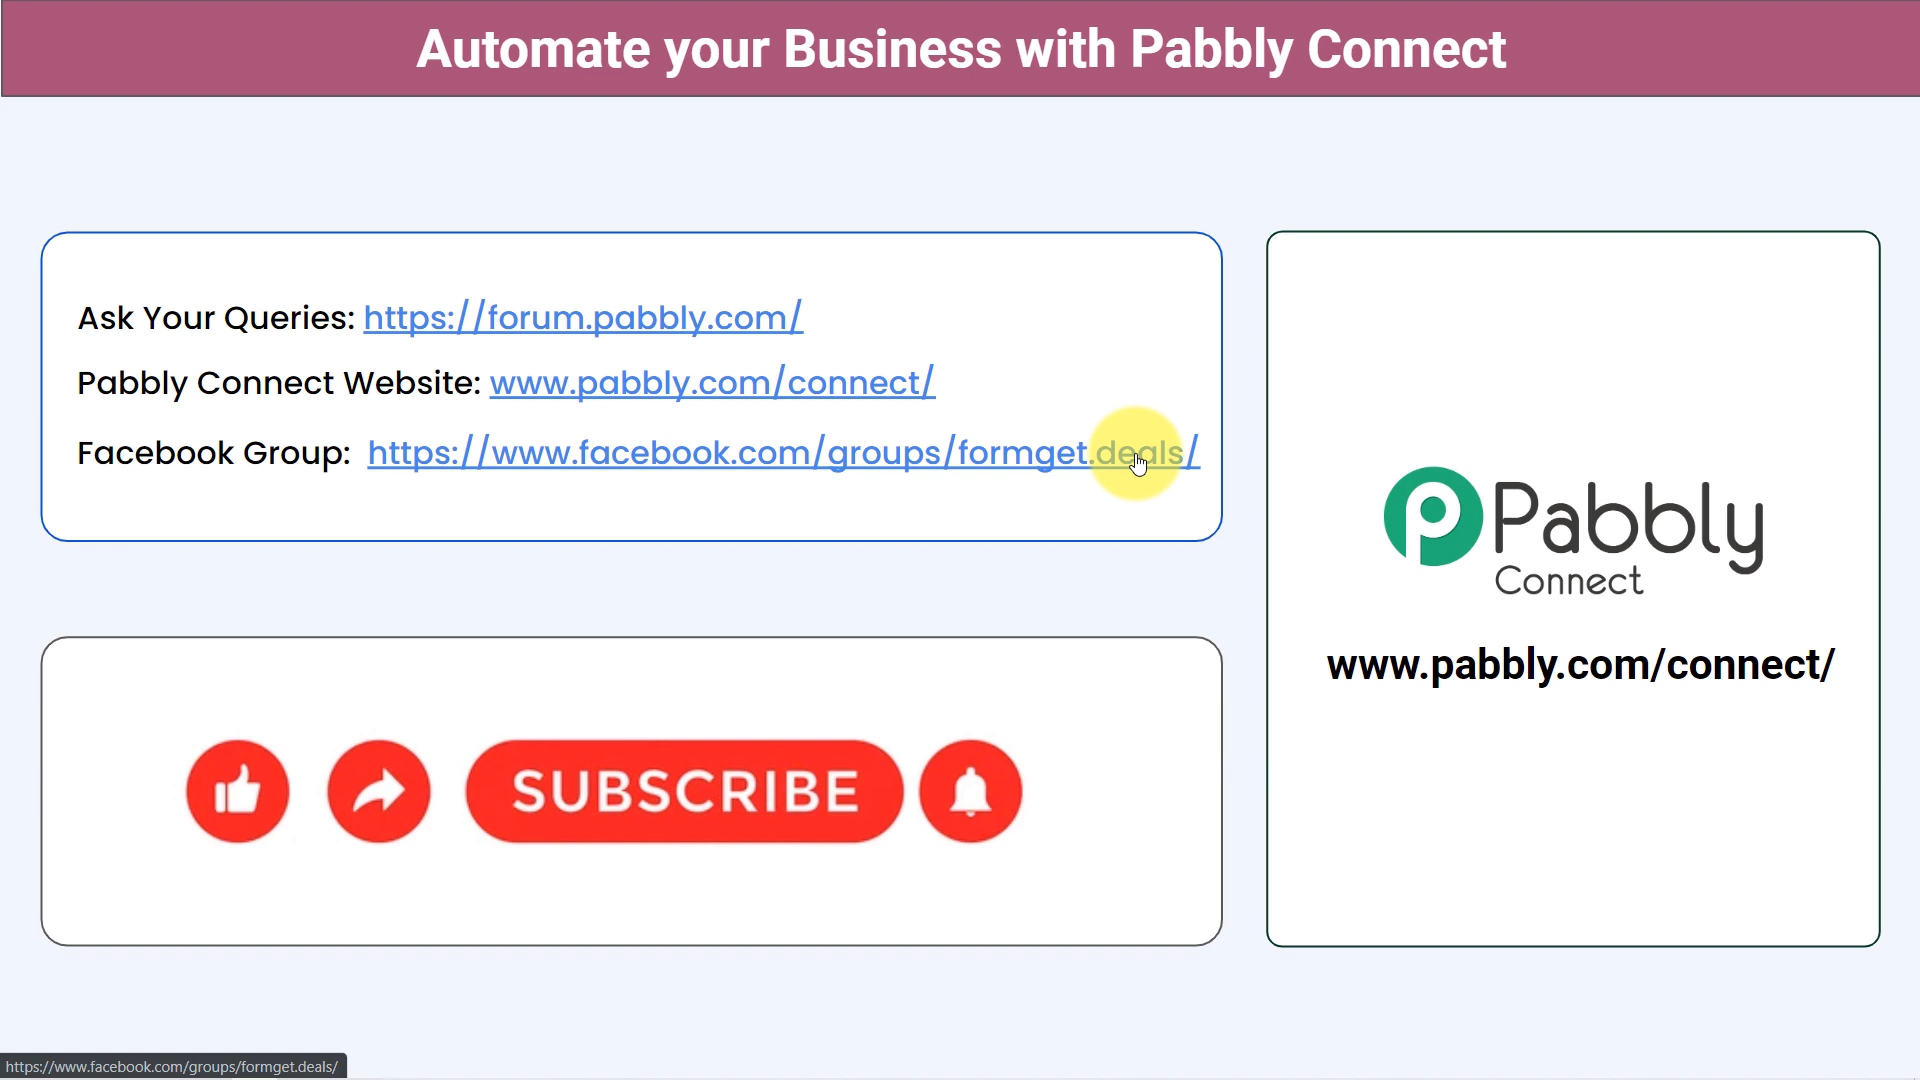 Automate your Business with Pabbly Connect
Ask Your Queries: https://forum.pabbly.com/
Pabbly Connect Website: www.pabbly.com/connect/
Facebook Group: https://www.facebook.com/groups/formget.deals/
Pabbly
Connect
www.pabbly.com/connect/
SUBSCRIBE
https://www.facebook.com/groups/formget.deals/